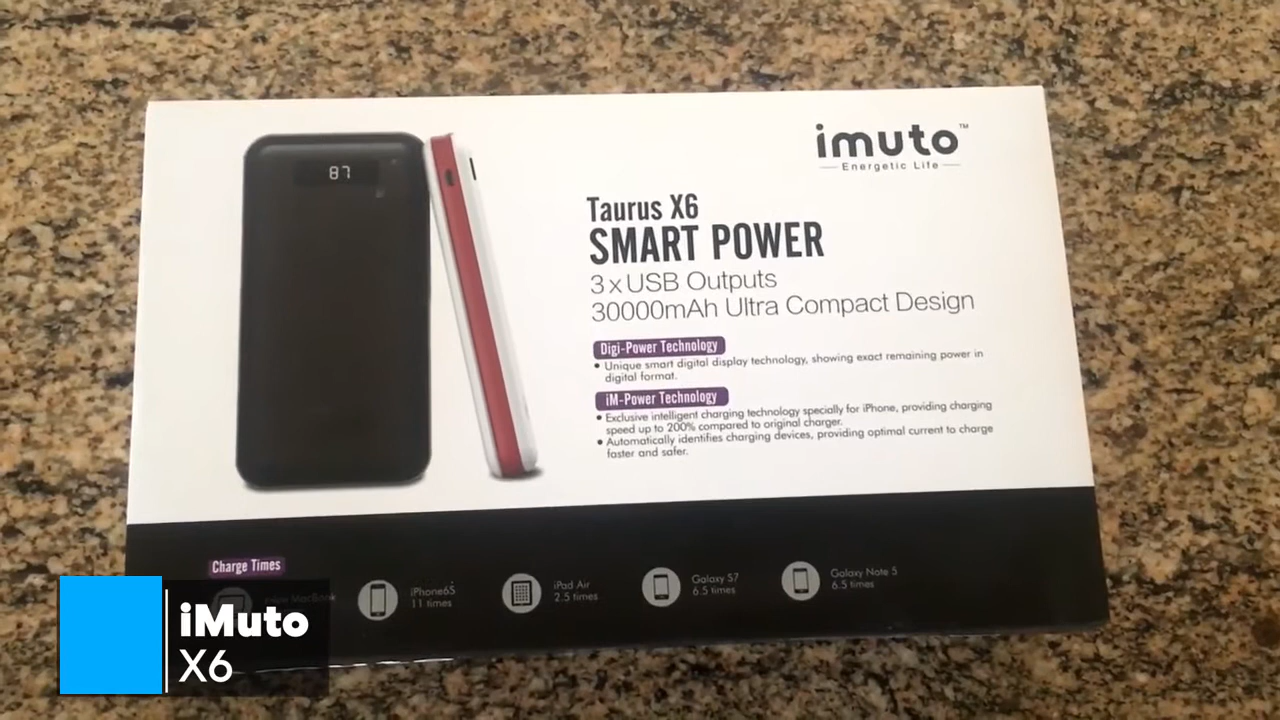 87
imuto™
Energetic Life
Taurus X6
SMART POWER
3 x USB Outputs
30000mAh Ultra Compact Design
Digi-Power Technology
• Unique smart digital display technology, showing exact remaining power in
digital format.
iM-Power Technology
• Exclusive intelligent charging technology specially for iPhone, providing charging
speed up to 200% compared to original charger.
• Automatically identifies charging devices, providing optimal current to charge
faster and safer.
Charge Times
MacBook
iPhone6S
11 times
iPad Air
2.5 times
Galaxy S7
6.5 times
Galaxy Note 5
6.5 times
iMuto
X6